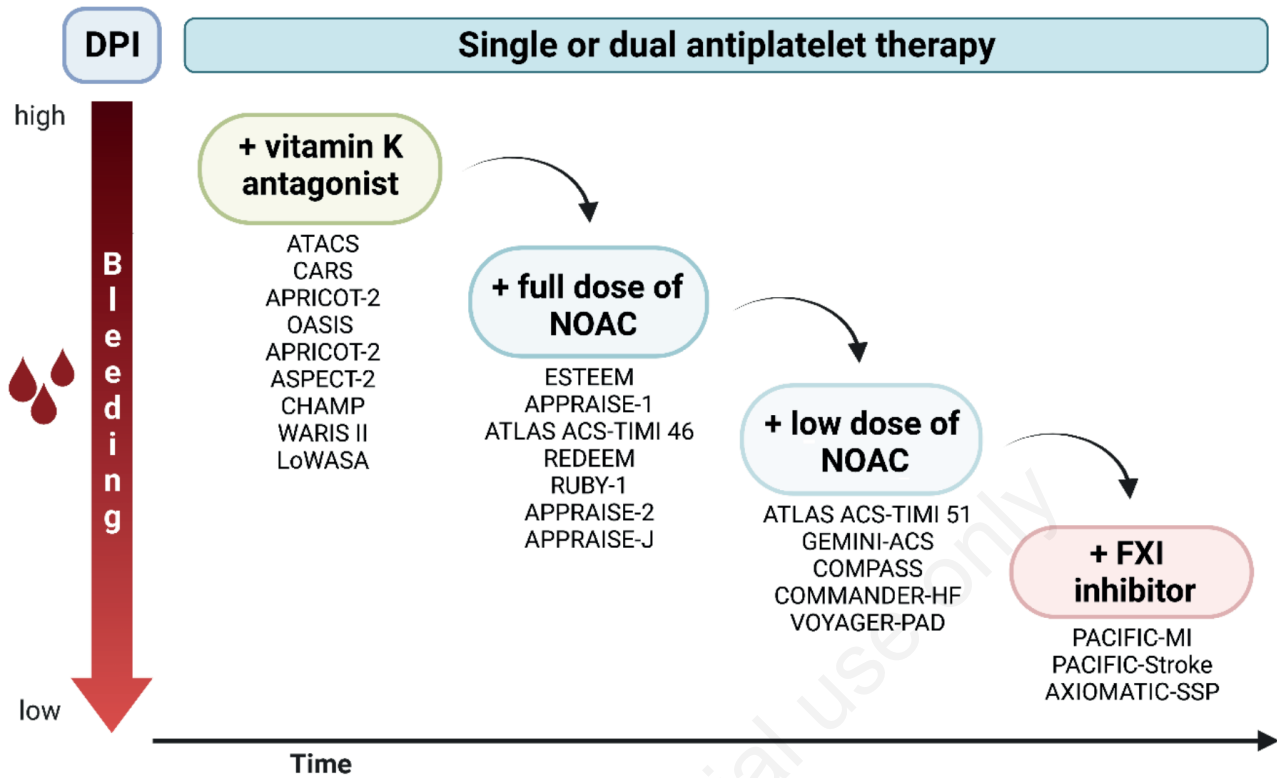 DPI
Single or dual antiplatelet therapy
high
Bleeding
low
+ vitamin K
antagonist
ATACS
CARS
APRICOT-2
OASIS
APRICOT-2
ASPECT-2
CHAMP
WARIS II
LoWASA
+ full dose of
NOAC
ESTEEM
APPRAISE-1
ATLAS ACS-TIMI 46
REDEEM
RUBY-1
APPRAISE-2
APPRAISE-J
+ low dose of
NOAC
ATLAS ACS-TIMI 51
GEMINI-ACS
COMPASS
COMMANDER-HF
VOYAGER-PAD
+ FXI
inhibitor
PACIFIC-MI
PACIFIC-Stroke
AXIOMATIC-SSP
Time
use only